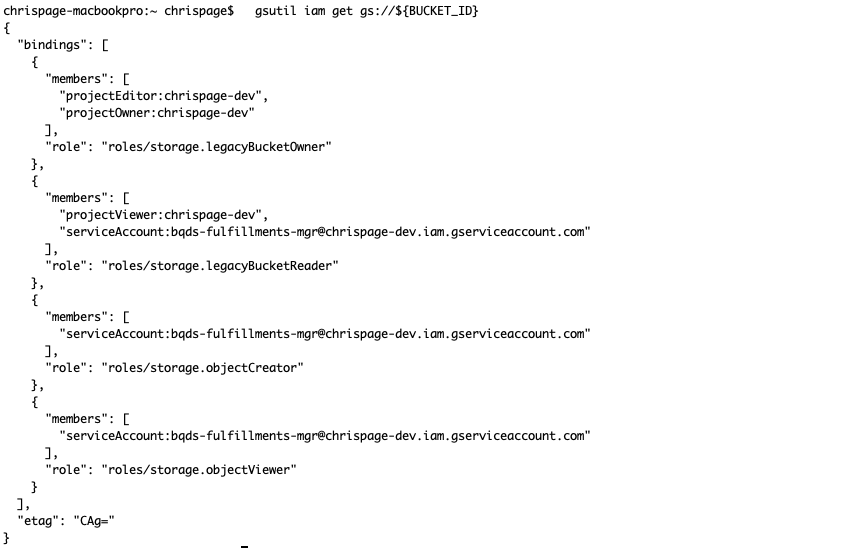 chrispage-macbookpro:~ chrispage$   gsutil iam get gs://${BUCKET_ID}
{
  "bindings": [
    {
      "members": [
        "projectEditor:chrispage-dev",
        "projectOwner:chrispage-dev"
      ],
      "role": "roles/storage.legacyBucketOwner"
    },
    {
      "members": [
        "projectViewer:chrispage-dev",
        "serviceAccount:bqds-fulfillments-mgr@chrispage-dev.iam.gserviceaccount.com"
      ],
      "role": "roles/storage.legacyBucketReader"
    },
    {
      "members": [
        "serviceAccount:bqds-fulfillments-mgr@chrispage-dev.iam.gserviceaccount.com"
      ],
      "role": "roles/storage.objectCreator"
    },
    {
      "members": [
        "serviceAccount:bqds-fulfillments-mgr@chrispage-dev.iam.gserviceaccount.com"
      ],
      "role": "roles/storage.objectViewer"
    }
  ],
  "etag": "CAg="
}